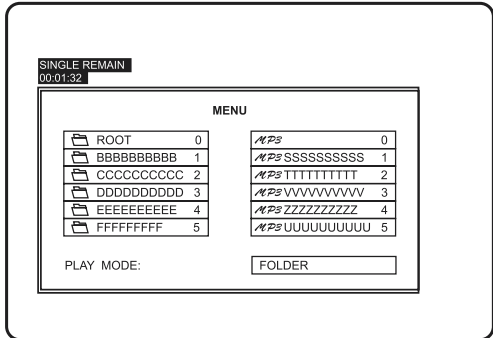 SINGLE REMAIN
00:01:32
MENU
ROOT 0 MP3 0
BBBBBBBBBB 1 MP3 SSSSSSSSSS 1
CCCCCCCCCC 2 MP3 TTTTTTTTTT 2
DDDDDDDDDD 3 MP3 VVVVVVVVVV 3
EEEEEEEEEE 4 MP3 ZZZZZZZZZZ 4
FFFFFFFFF 5 MP3 UUUUUUUUUU 5
PLAY MODE: FOLDER